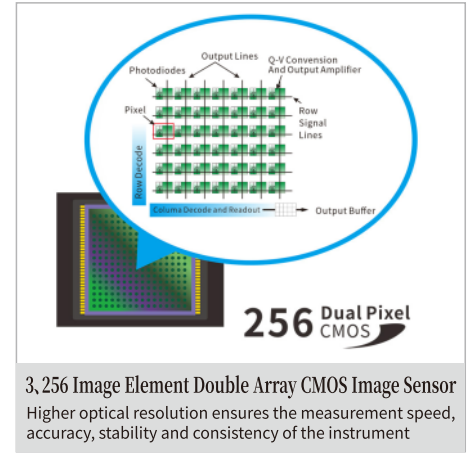 Output Lines
Photodiodes
Q-V Convension
And Output Amplifier
Pixel
Row
Signal
Lines
Row Decode
Columa Decode and Readout
Output Buffer
256 Dual Pixel
CMOS
3、256 Image Element Double Array CMOS Image Sensor
Higher optical resolution ensures the measurement speed,
accuracy, stability and consistency of the instrument